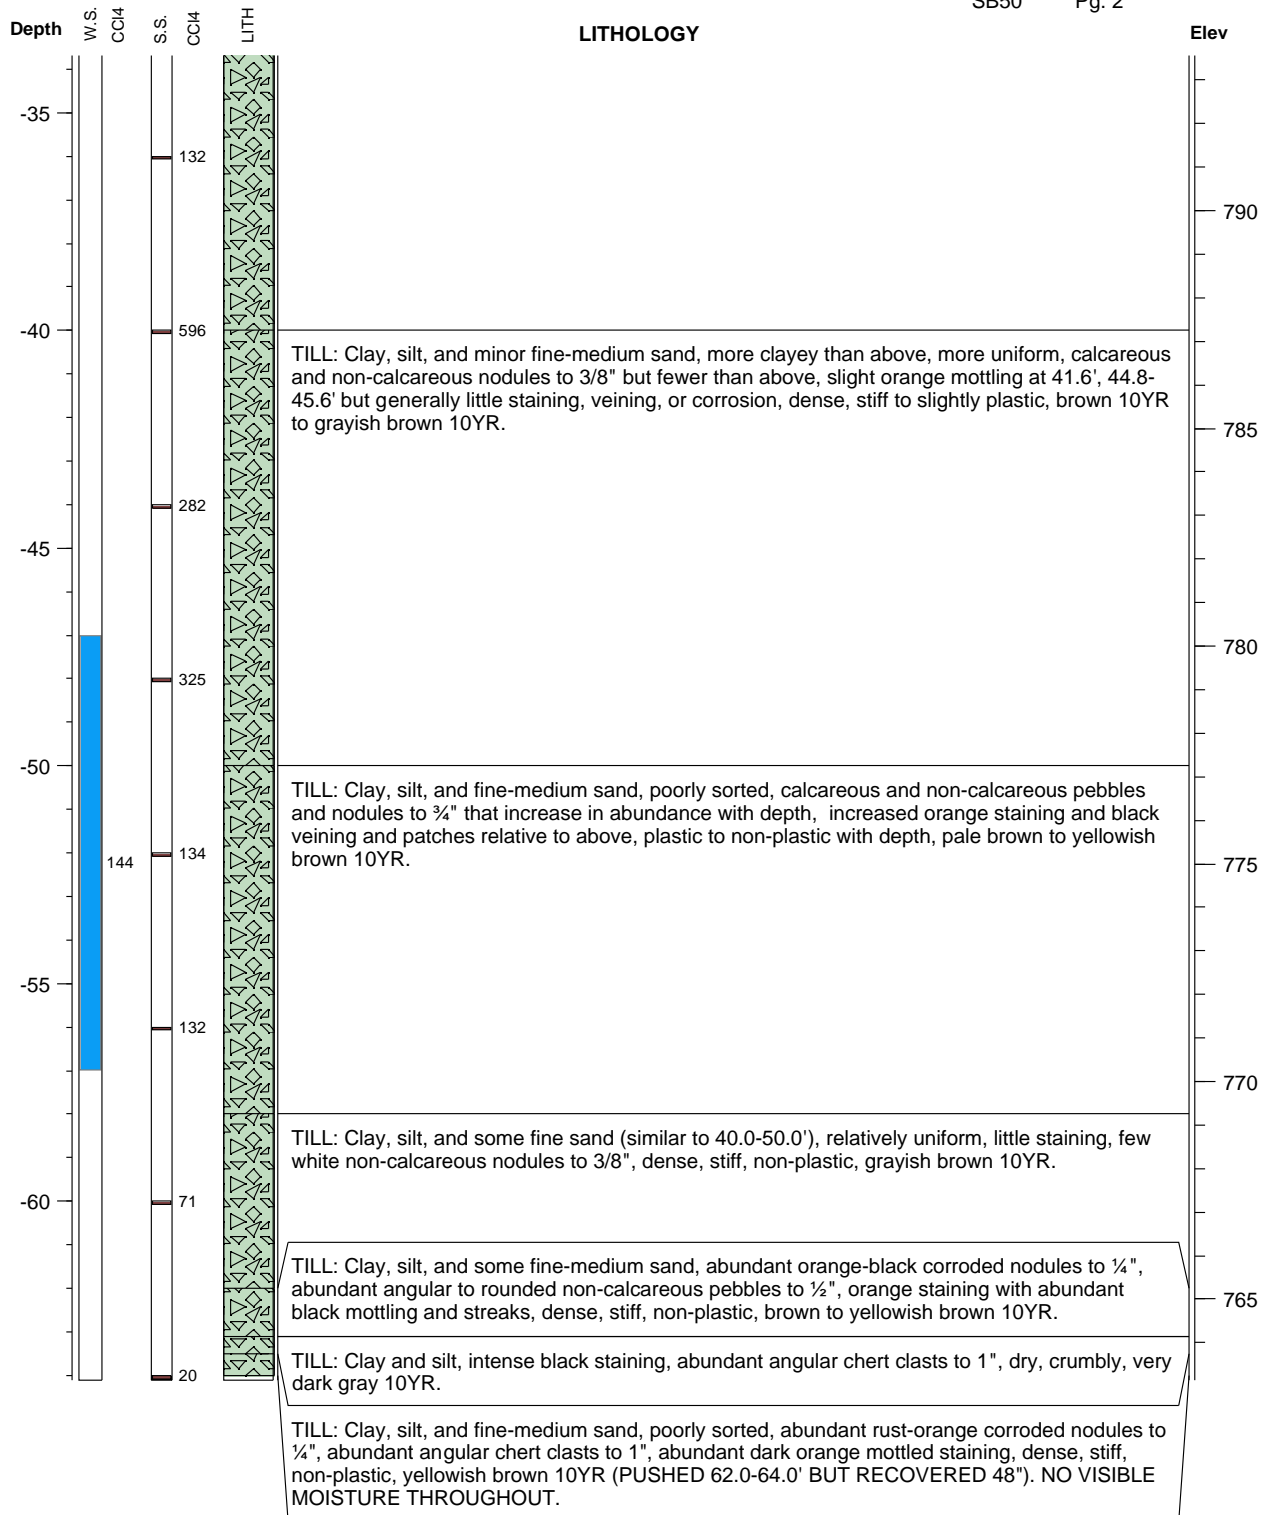 SB50 Pg. 2
Depth W.S. CCl4 S.S. CCl4 LITH LITHOLOGY Elev
-35
132
790
-40
596
TILL: Clay, silt, and minor fine-medium sand, more clayey than above, more uniform, calcareous
and non-calcareous nodules to 3/8" but fewer than above, slight orange mottling at 41.6', 44.8-
45.6' but generally little staining, veining, or corrosion, dense, stiff to slightly plastic, brown 10YR
to grayish brown 10YR.
785
282
-45
780
325
-50
TILL: Clay, silt, and fine-medium sand, poorly sorted, calcareous and non-calcareous pebbles
and nodules to ¾" that increase in abundance with depth, increased orange staining and black
veining and patches relative to above, plastic to non-plastic with depth, pale brown to yellowish
brown 10YR.
144
134
775
-55
132
770
TILL: Clay, silt, and some fine sand (similar to 40.0-50.0'), relatively uniform, little staining, few
white non-calcareous nodules to 3/8", dense, stiff, non-plastic, grayish brown 10YR.
-60
71
TILL: Clay, silt, and some fine-medium sand, abundant orange-black corroded nodules to ¼",
abundant angular to rounded non-calcareous pebbles to ½", orange staining with abundant
black mottling and streaks, dense, stiff, non-plastic, brown to yellowish brown 10YR.
765
TILL: Clay and silt, intense black staining, abundant angular chert clasts to 1", dry, crumbly, very
dark gray 10YR.
20
TILL: Clay, silt, and fine-medium sand, poorly sorted, abundant rust-orange corroded nodules to
¼", abundant angular chert clasts to 1", abundant dark orange mottled staining, dense, stiff,
non-plastic, yellowish brown 10YR (PUSHED 62.0-64.0' BUT RECOVERED 48"). NO VISIBLE
MOISTURE THROUGHOUT.